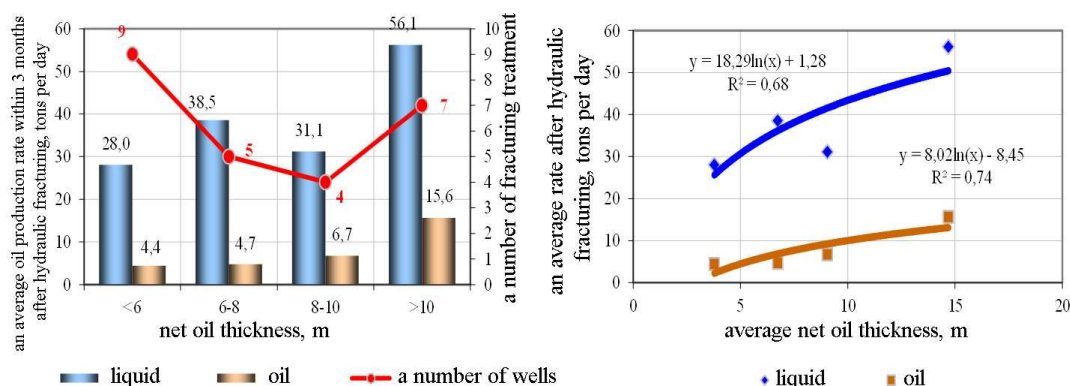 an average oil production rate within 3 months
after hydraulic fracturing, tons per day
60
50
40
30
20
10
0
28,0
4,4
38,5
4,7
31,1
6,7
56,1
15,6
9
5
4
7
10
9
8
7
6
5
4
3
2
1
0
a number of fracturing treatment
<6
6-8
8-10
>10
net oil thickness, m
liquid
oil
a number of wells
an average rate after hydraulic
fracturing, tons per day
60
50
40
30
20
10
0
y = 18,29ln(x) + 1,28
R² = 0,68
y = 8,02ln(x) - 8,45
R² = 0,74
0
5
10
15
20
average net oil thickness, m
liquid
oil